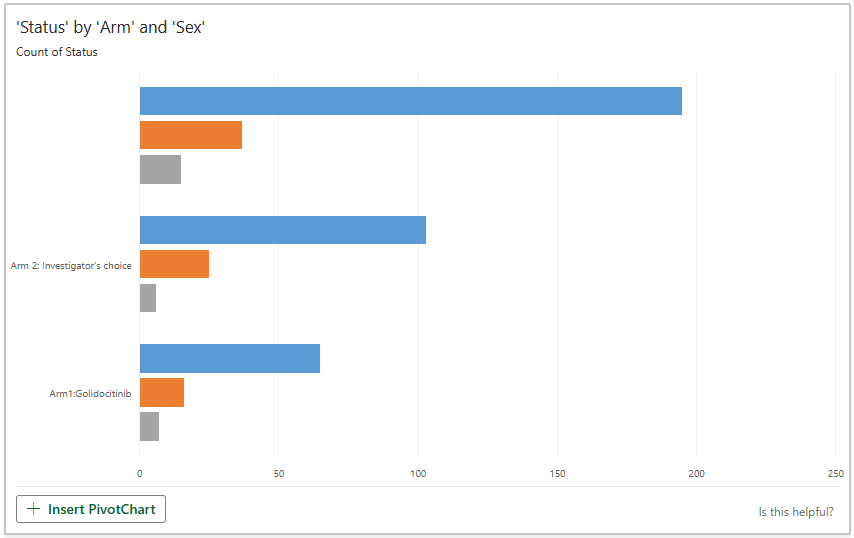 'Status' by 'Arm' and 'Sex'
Count of Status
Arm 2: Investigator's choice
Arm1:Golidocitinib
0 50 100 150 200 250
Insert PivotChart
Is this helpful?